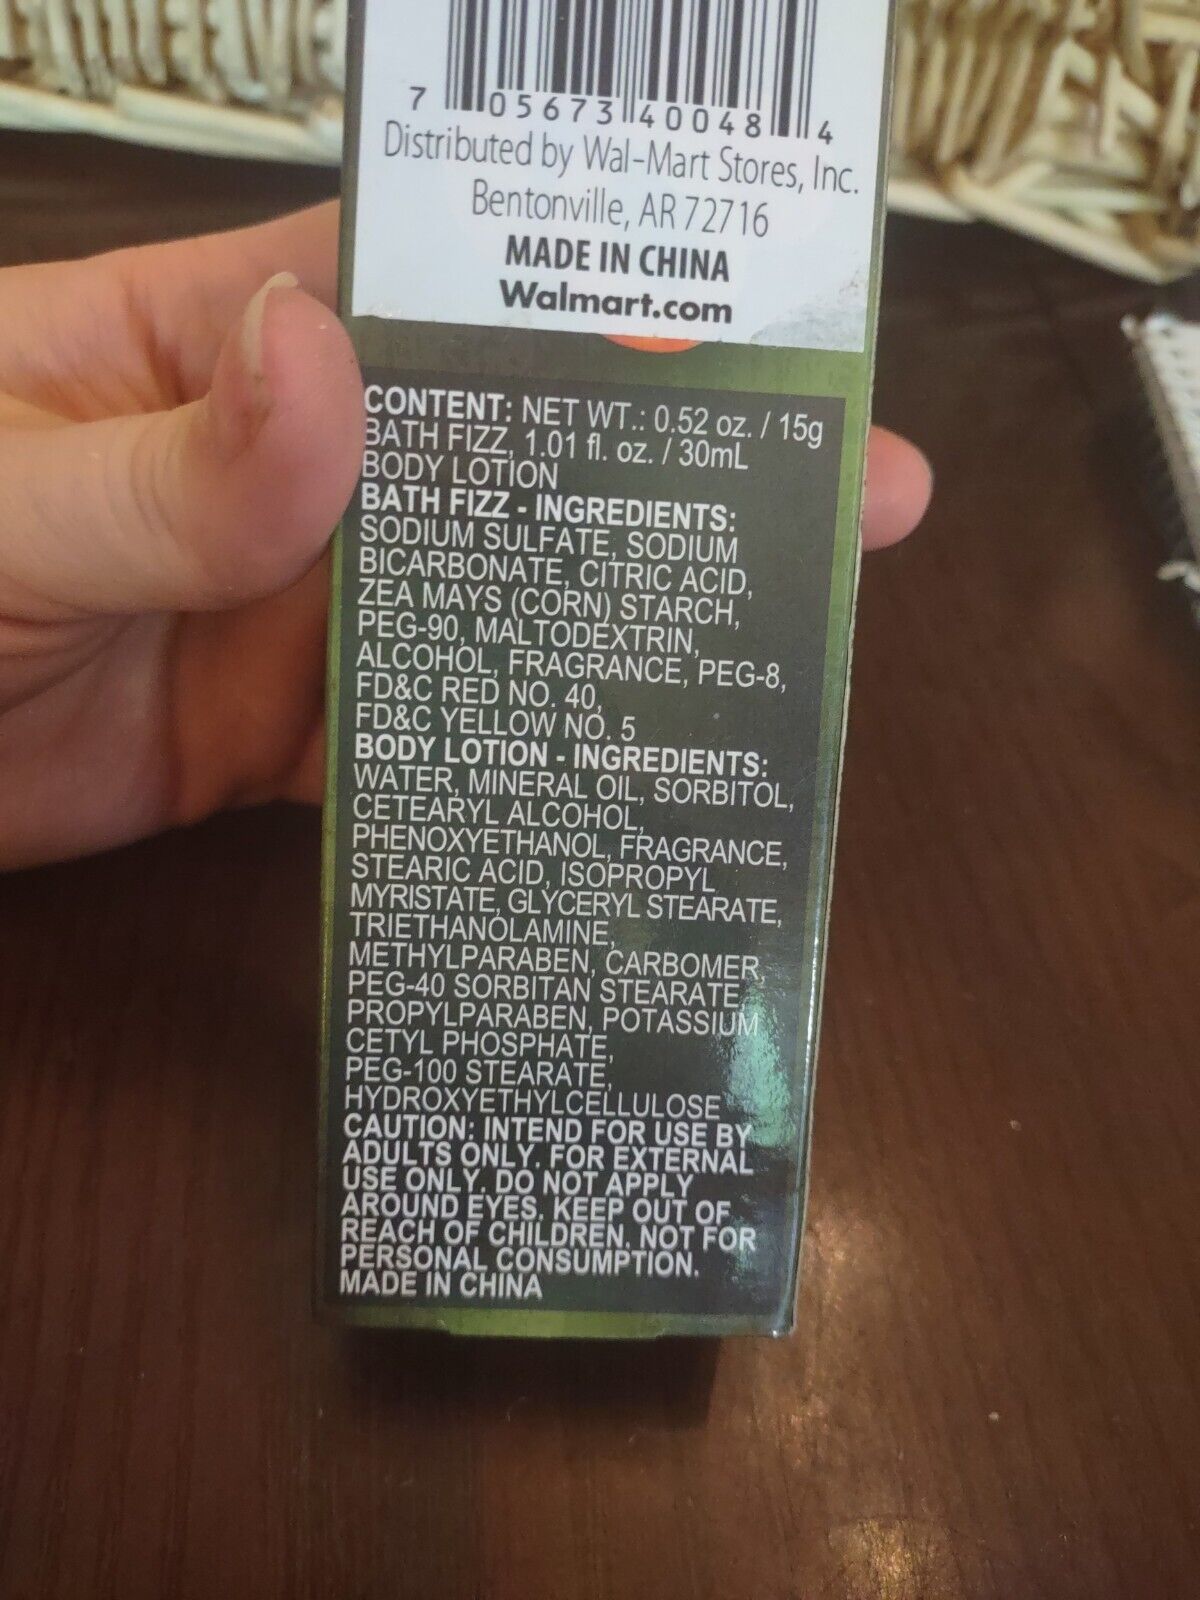 7 05673 40048 4
Distributed by Wal-Mart Stores, Inc.
Bentonville, AR 72716
MADE IN CHINA
Walmart.com
CONTENT: NET WT.: 0.52 oz. / 15g
BATH FIZZ, 1.01 fl. oz. / 30mL
BODY LOTION
BATH FIZZ - INGREDIENTS:
SODIUM SULFATE, SODIUM
BICARBONATE, CITRIC ACID,
ZEA MAYS (CORN) STARCH,
PEG-90, MALTODEXTRIN,
ALCOHOL, FRAGRANCE, PEG-8,
FD&C RED NO. 40,
FD&C YELLOW NO. 5
BODY LOTION - INGREDIENTS:
WATER, MINERAL OIL, SORBITOL,
CETEARYL ALCOHOL,
PHENOXYETHANOL, FRAGRANCE,
STEARIC ACID, ISOPROPYL
MYRISTATE, GLYCERYL STEARATE,
TRIETHANOLAMINE,
METHYLPARABEN, CARBOMER,
PEG-40 SORBITAN STEARATE,
PROPYLPARABEN, POTASSIUM
CETYL PHOSPHATE,
PEG-100 STEARATE,
HYDROXYETHYLCELLULOSE
CAUTION: INTEND FOR USE BY
ADULTS ONLY. FOR EXTERNAL
USE ONLY. DO NOT APPLY
AROUND EYES. KEEP OUT OF
REACH OF CHILDREN. NOT FOR
PERSONAL CONSUMPTION.
MADE IN CHINA